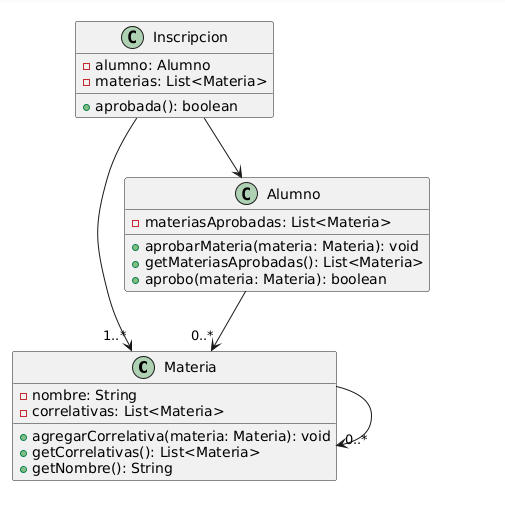 C Inscripcion
alumno: Alumno
materias: List<Materia>
aprobada(): boolean
C Alumno
materiasAprobadas: List<Materia>
aprobarMateria(materia: Materia): void
getMateriasAprobadas(): List<Materia>
aprobo(materia: Materia): boolean
1..*
0..*
C Materia
nombre: String
correlativas: List<Materia>
agregarCorrelativa(materia: Materia): void
getCorrelativas(): List<Materia>
getNombre(): String
0..*